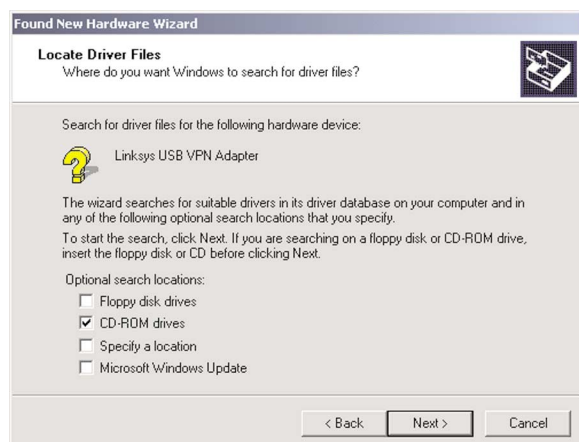 Found New Hardware Wizard
Locate Driver Files
Where do you want Windows to search for driver files?
Search for driver files for the following hardware device:
Linksys USB VPN Adapter
The wizard searches for suitable drivers in its driver database on your computer and in
any of the following optional search locations that you specify.
To start the search, click Next. If you are searching on a floppy disk or CD-ROM drive,
insert the floppy disk or CD before clicking Next.
Optional search locations:
Floppy disk drives
CD-ROM drives
Specify a location
Microsoft Windows Update
< Back Next > Cancel